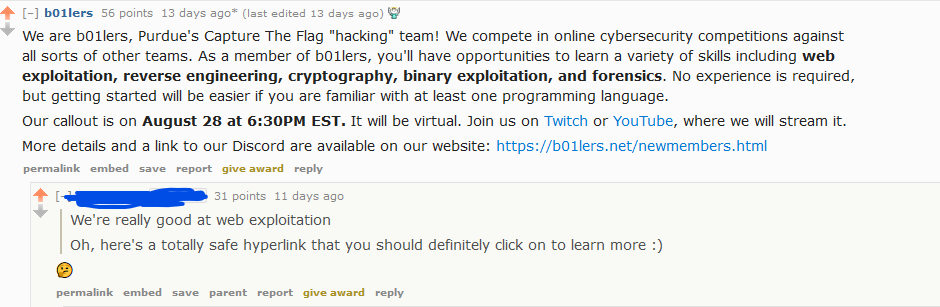 [–] b01lers 56 points 13 days ago* (last edited 13 days ago)
We are b01lers, Purdue's Capture The Flag "hacking" team! We compete in online cybersecurity competitions against
all sorts of other teams. As a member of b01lers, you'll have opportunities to learn a variety of skills including web
exploitation, reverse engineering, cryptography, binary exploitation, and forensics. No experience is required,
but getting started will be easier if you are familiar with at least one programming language.
Our callout is on August 28 at 6:30PM EST. It will be virtual. Join us on Twitch or YouTube, where we will stream it.
More details and a link to our Discord are available on our website: https://b01lers.net/newmembers.html
permalink embed save report give award reply
[–] 31 points 11 days ago
We're really good at web exploitation
Oh, here's a totally safe hyperlink that you should definitely click on to learn more :)
🤔
permalink embed save parent report give award reply